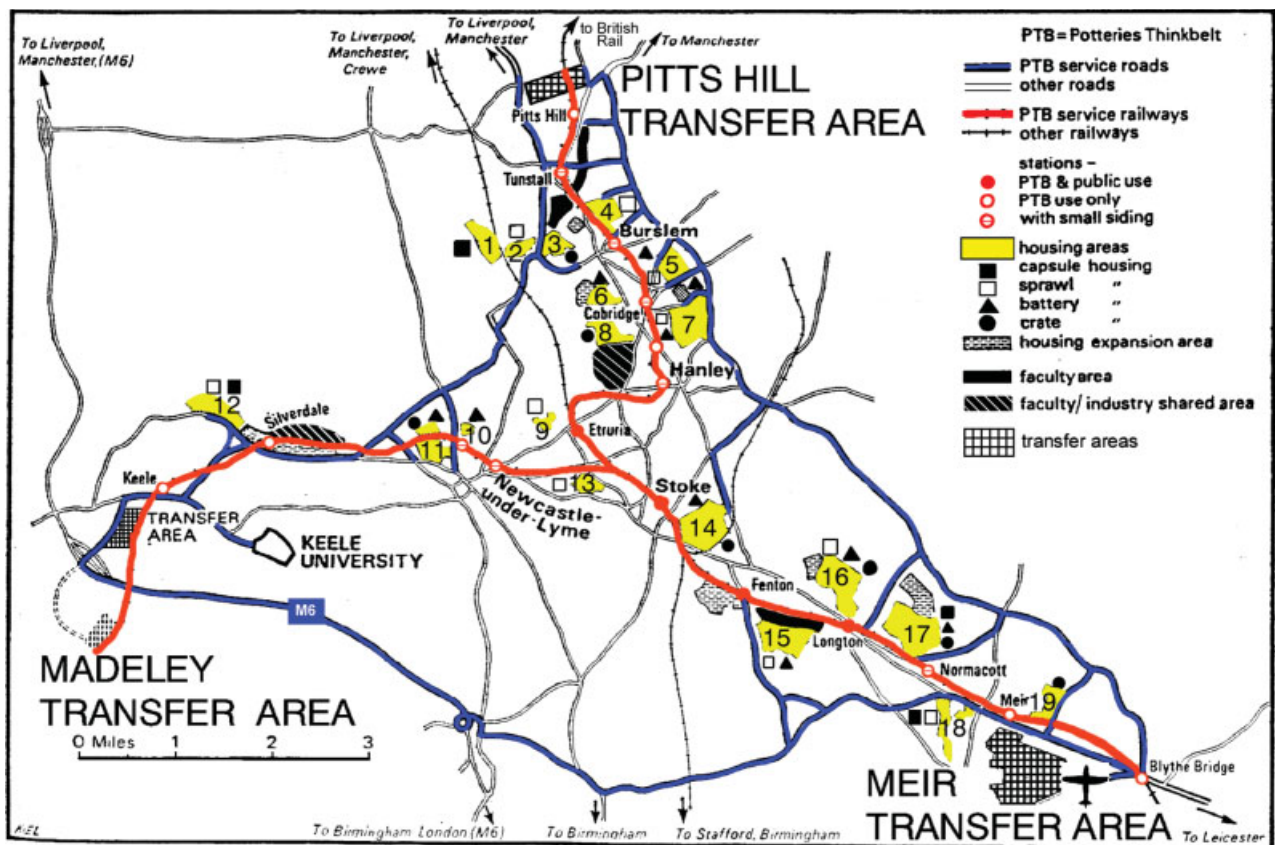 To Liverpool,
Manchester,(M6)
To Liverpool,
Manchester,
Crewe
To Liverpool,
Manchester
to British
Rail
To Manchester
PITTS HILL
TRANSFER AREA
Pitts Hill
Tunstall
1
2
3
4
Burslem
5
6
Cobridge
7
8
Hanley
12
Silverdale
11
10
9
Etruria
Keele
13
Newcastle-
under-Lyme
Stoke
14
TRANSFER
AREA
KEELE
UNIVERSITY
M6
Fenton
16
15
Longton
17
Normacott
Meir
19
18
Blythe Bridge
MADELEY
TRANSFER AREA
0 Miles 1 2 3
MEIR
TRANSFER AREA
To Birmingham London (M6)
To Birmingham
To Stafford, Birmingham
To Leicester
PTB = Potteries Thinkbelt
PTB service roads
other roads
PTB service railways
other railways
stations –
PTB & public use
PTB use only
with small siding
housing areas
capsule housing
sprawl "
battery "
crate "
housing expansion area
faculty area
faculty/industry shared area
transfer areas